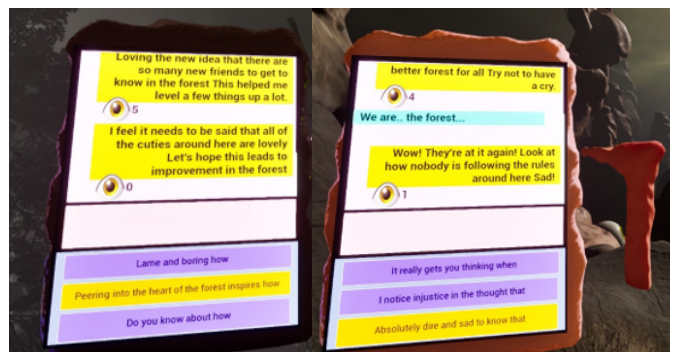 Loving the new idea that there are
so many new friends to get to
know in the forest This helped me
level a few things up a lot.
5
I feel it needs to be said that all of
the cuties around here are lovely
Let's hope this leads to
improvement in the forest
0
Lame and boring how
Peering into the heart of the forest inspires how
Do you know about how
better forest for all Try not to have
a cry.
4
We are.. the forest...
Wow! They're at it again! Look at
how nobody is following the rules
around here Sad!
1
It really gets you thinking when
I notice injustice in the thought that
Absolutely dire and sad to know that